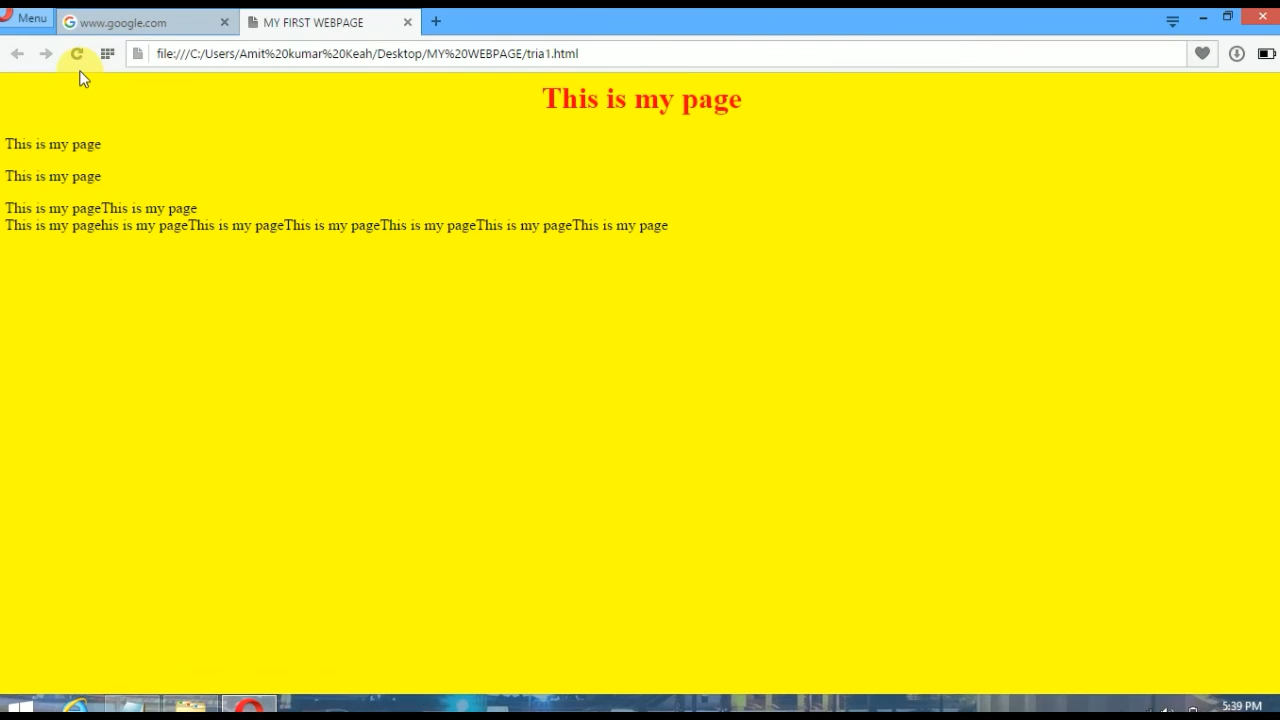 Menu
www.google.com
MY FIRST WEBPAGE
file:///C:/Users/Amit%20kumar%20Keah/Desktop/MY%20WEBPAGE/tria1.html
This is my page
This is my page
This is my page
This is my pageThis is my page
This is my pagehis is my pageThis is my pageThis is my pageThis is my pageThis is my pageThis is my page
5:39 PM